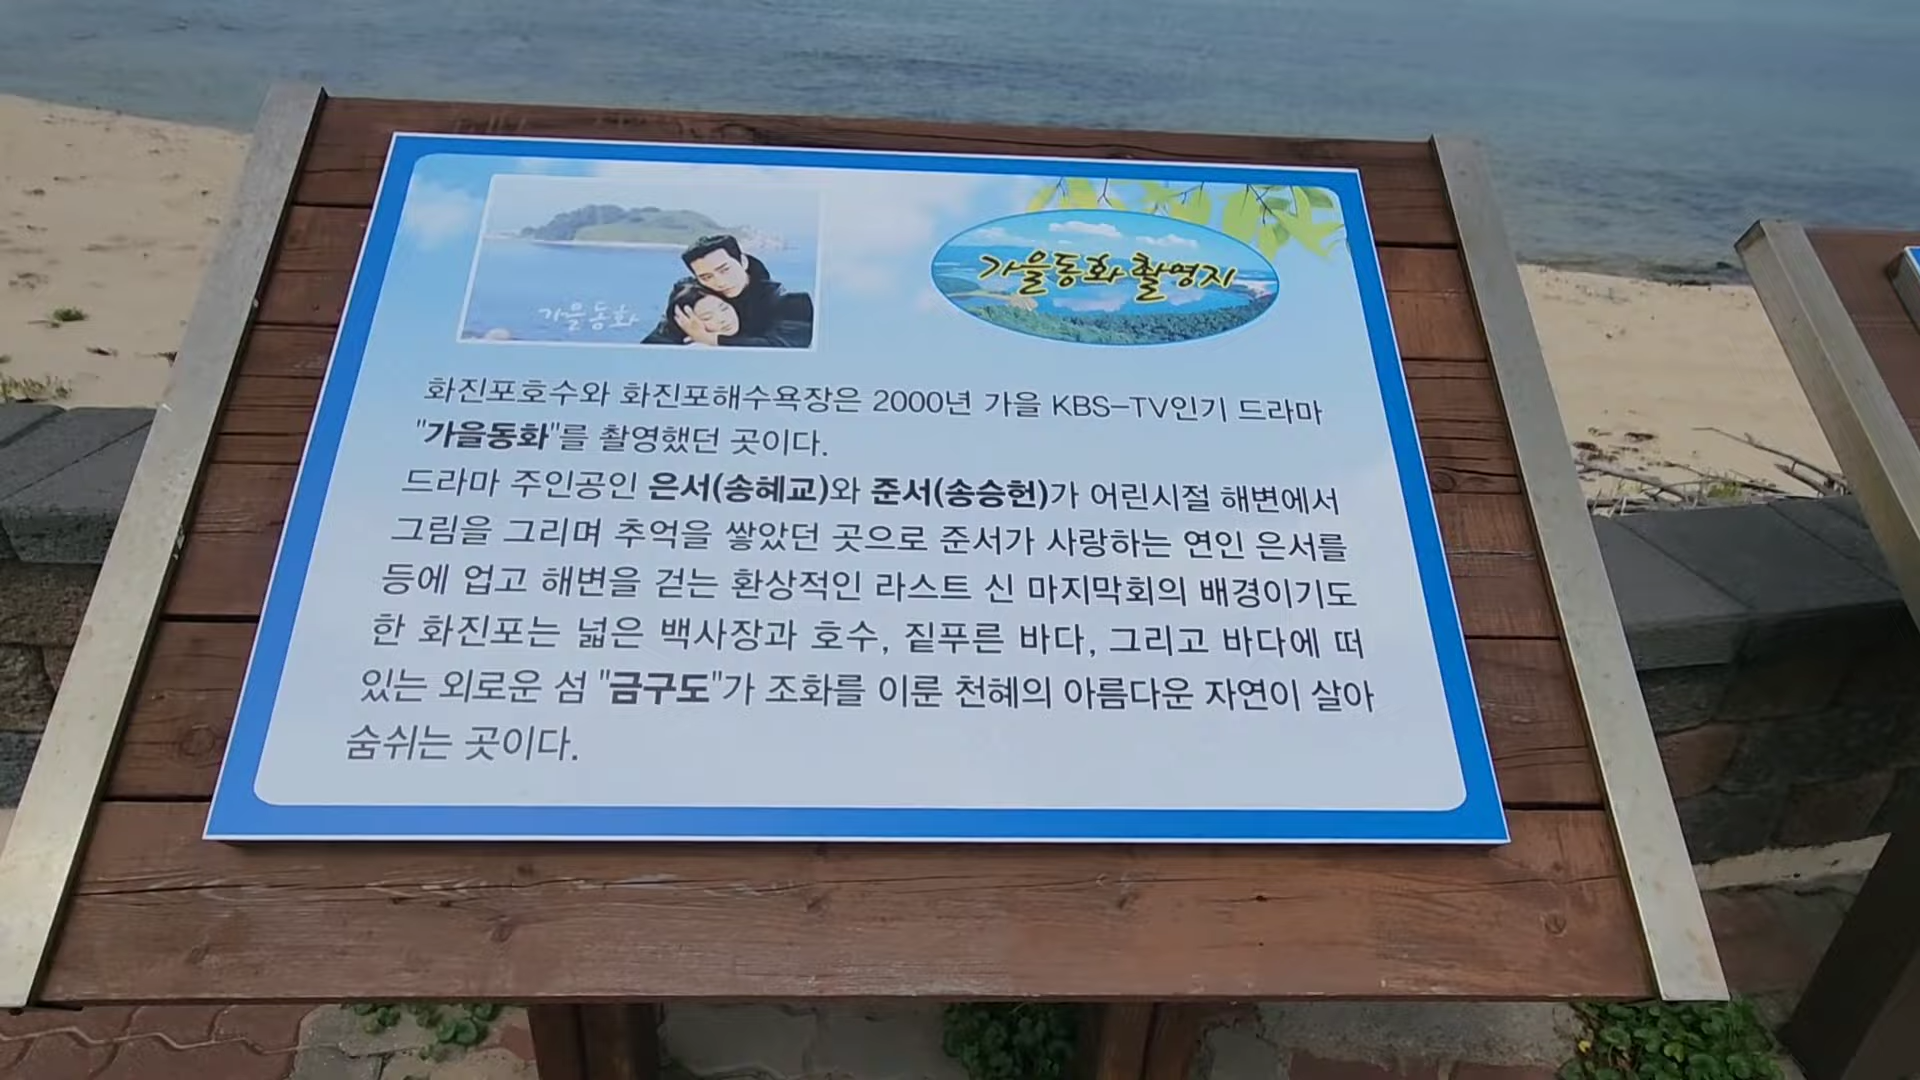 가을동화
가을동화 촬영지
화진포호수와 화진포해수욕장은 2000년 가을 KBS-TV인기 드라마
"가을동화"를 촬영했던 곳이다.
드라마 주인공인 은서(송혜교)와 준서(송승헌)가 어린시절 해변에서
그림을 그리며 추억을 쌓았던 곳으로 준서가 사랑하는 연인 은서를
등에 업고 해변을 걷는 환상적인 라스트 신 마지막회의 배경이기도
한 화진포는 넓은 백사장과 호수, 짙푸른 바다, 그리고 바다에 떠
있는 외로운 섬 "금구도"가 조화를 이룬 천혜의 아름다운 자연이 살아
숨쉬는 곳이다.